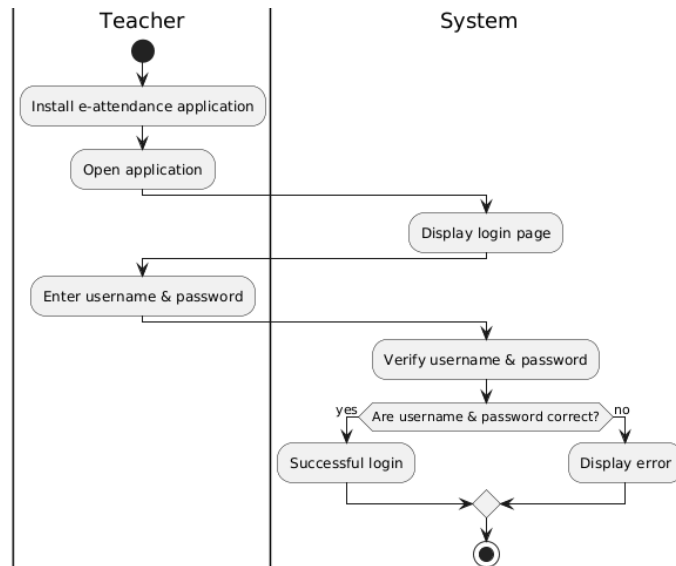 Teacher
System
Install e-attendance application
Open application
Display login page
Enter username & password
Verify username & password
yes
Are username & password correct?
no
Successful login
Display error